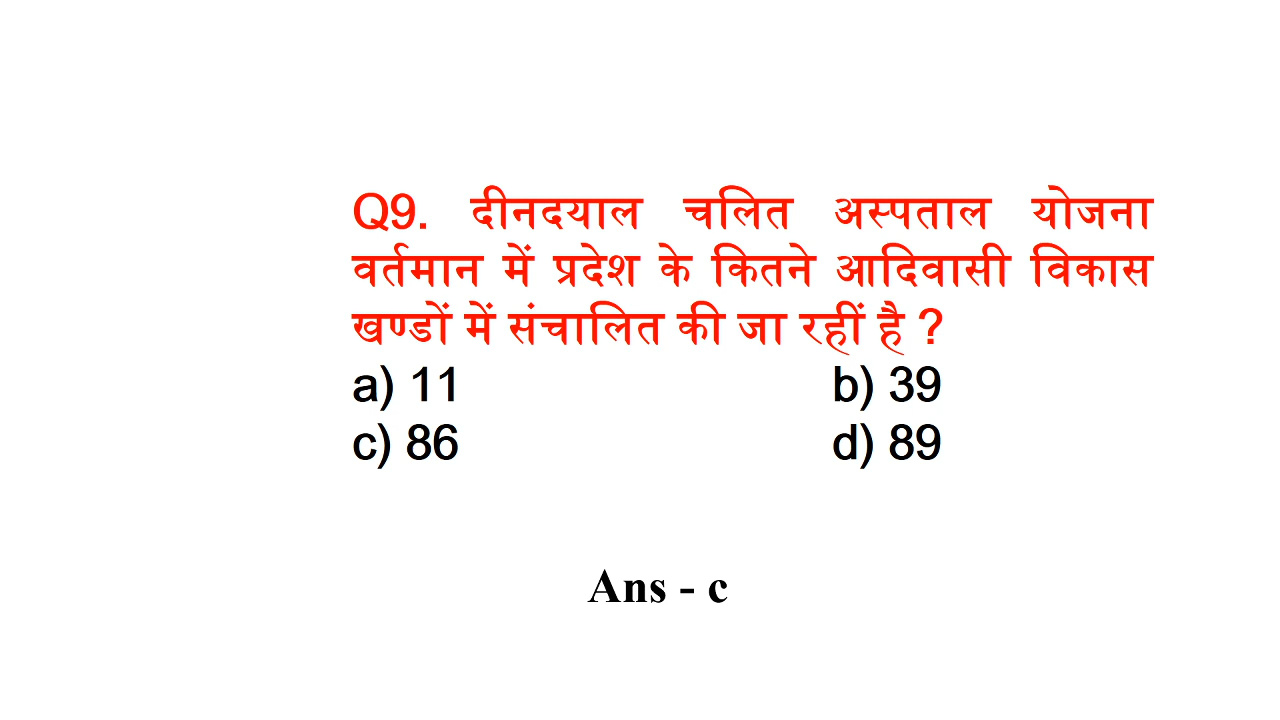 Q9. दीनदयाल चलित अस्पताल योजना
वर्तमान में प्रदेश के कितने आदिवासी विकास
खण्डों में संचालित की जा रहीं है ?
a) 11 b) 39
c) 86 d) 89
Ans - c